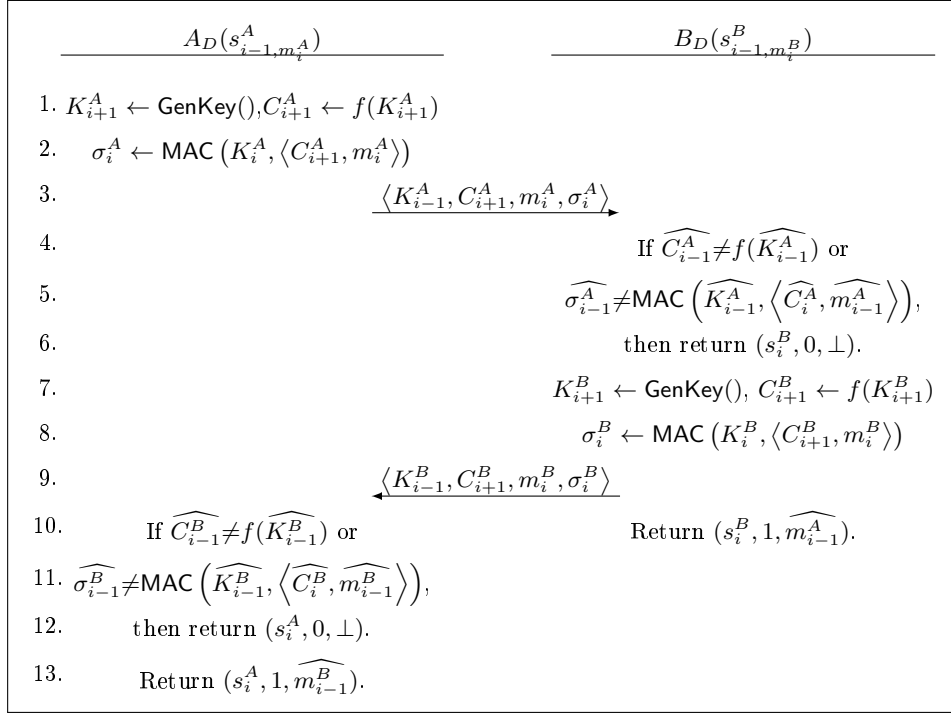 A_D(s^A_{i-1,m^A_i}) B_D(s^B_{i-1,m^B_i})
1. K^A_{i+1} ← GenKey(),C^A_{i+1} ← f(K^A_{i+1})
2. σ^A_i ← MAC (K^A_i, ⟨C^A_{i+1}, m^A_i⟩)
3. ⟨K^A_{i-1}, C^A_{i+1}, m^A_i, σ^A_i⟩
4. If \widehat{C^A_{i-1}}≠f(\widehat{K^A_{i-1}}) or
5. \widehat{σ^A_{i-1}}≠MAC (\widehat{K^A_{i-1}}, ⟨\widehat{C^A_i}, \widehat{m^A_{i-1}}⟩),
6. then return (s^B_i, 0, ⊥).
7. K^B_{i+1} ← GenKey(), C^B_{i+1} ← f(K^B_{i+1})
8. σ^B_i ← MAC (K^B_i, ⟨C^B_{i+1}, m^B_i⟩)
9. ⟨K^B_{i-1}, C^B_{i+1}, m^B_i, σ^B_i⟩
10. If \widehat{C^B_{i-1}}≠f(\widehat{K^B_{i-1}}) or Return (s^B_i, 1, \widehat{m^A_{i-1}}).
11. \widehat{σ^B_{i-1}}≠MAC (\widehat{K^B_{i-1}}, ⟨\widehat{C^B_i}, \widehat{m^B_{i-1}}⟩),
12. then return (s^A_i, 0, ⊥).
13. Return (s^A_i, 1, \widehat{m^B_{i-1}}).